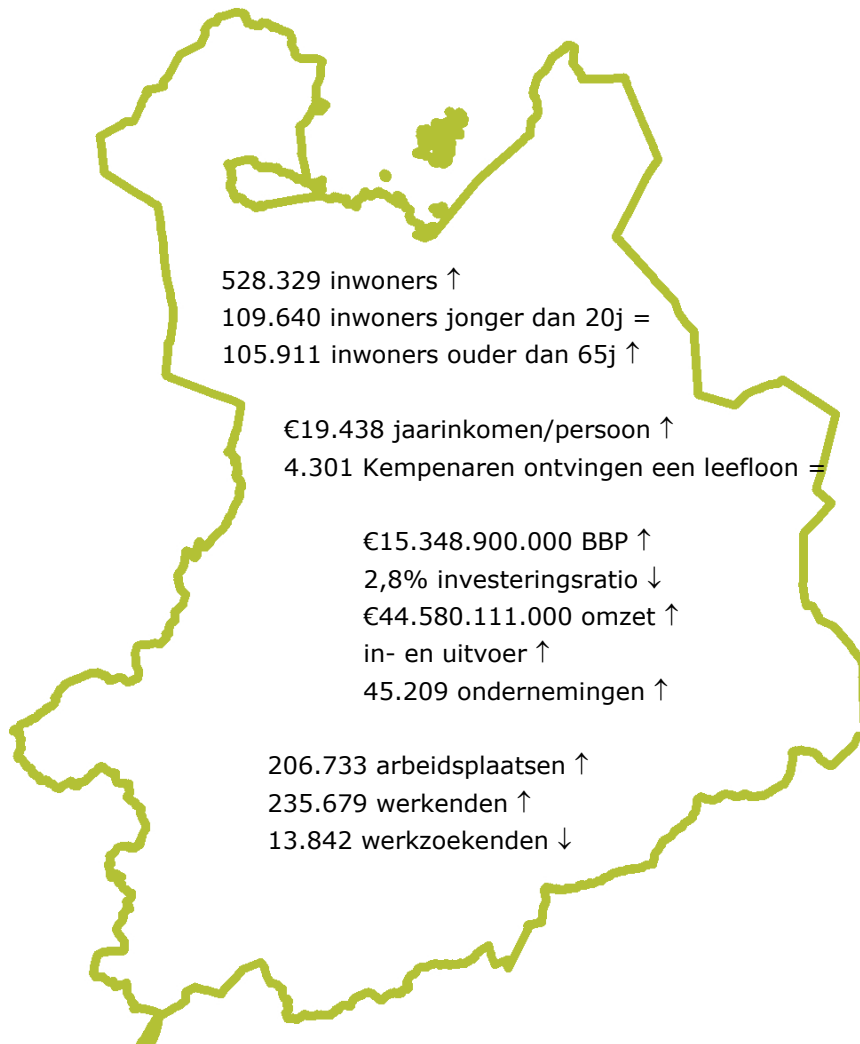 528.329 inwoners ↑
109.640 inwoners jonger dan 20j =
105.911 inwoners ouder dan 65j ↑
€19.438 jaarinkomen/persoon ↑
4.301 Kempenaren ontvingen een leefloon =
€15.348.900.000 BBP ↑
2,8% investeringsratio ↓
€44.580.111.000 omzet ↑
in- en uitvoer ↑
45.209 ondernemingen ↑
206.733 arbeidsplaatsen ↑
235.679 werkenden ↑
13.842 werkzoekenden ↓